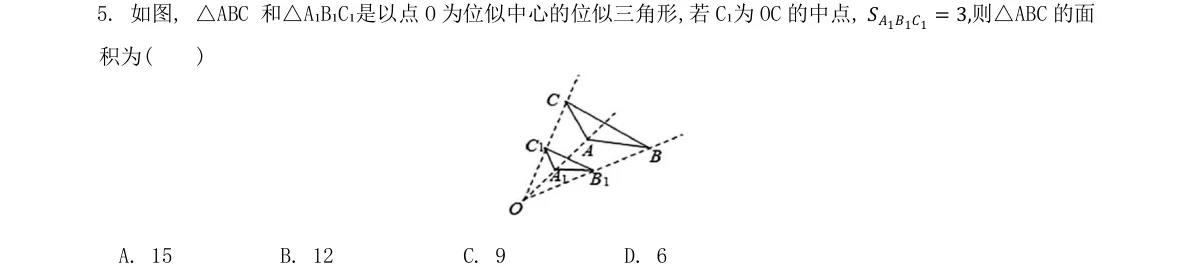 5. 如图, △ABC 和△A₁B₁C₁是以点 O 为位似中心的位似三角形,若 C₁为 OC 的中点, S_{A₁B₁C₁} = 3,则△ABC 的面
积为(    )
C
C₁
A
B
A₁
B₁
O
A. 15    B. 12    C. 9    D. 6